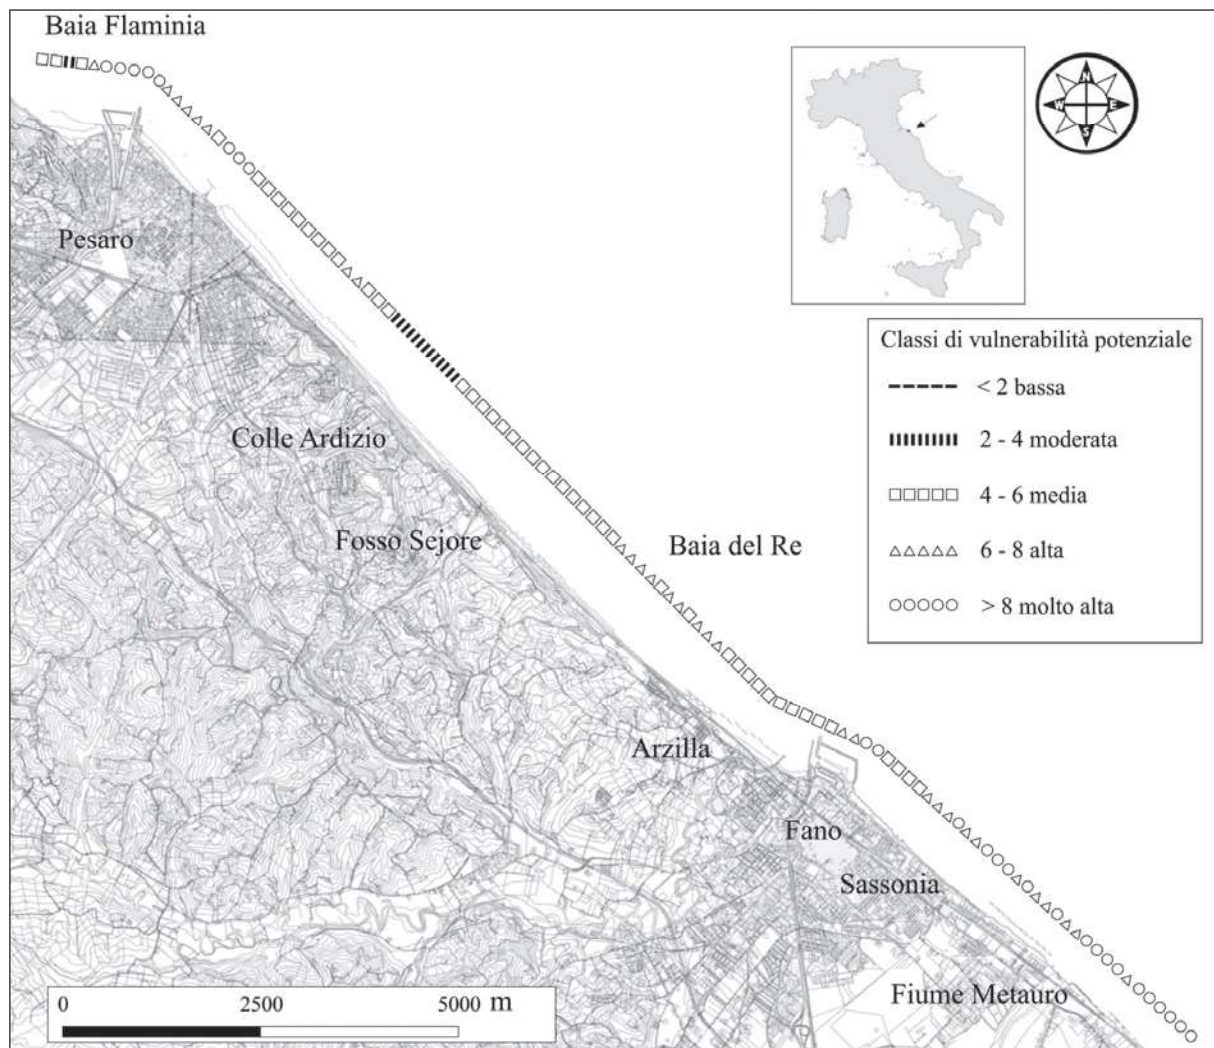 Baia Flaminia
N
W E
S
Pesaro
Classi di vulnerabilità potenziale
< 2 bassa
2 - 4 moderata
4 - 6 media
6 - 8 alta
> 8 molto alta
Colle Ardizio
Fosso Sejore
Baia del Re
Arzilla
Fano
Sassonia
Fiume Metauro
0 2500 5000 m